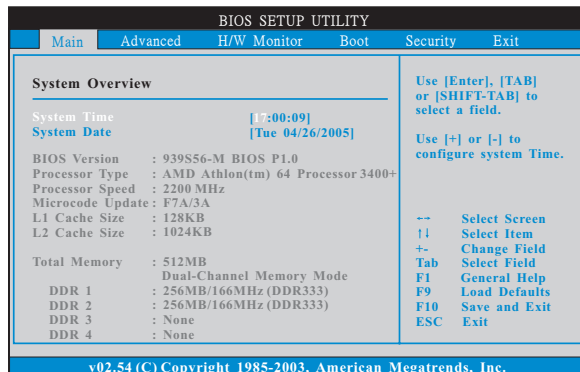 BIOS SETUP UTILITY
Main Advanced H/W Monitor Boot Security Exit
System Overview
System Time [17:00:09]
System Date [Tue 04/26/2005]
BIOS Version : 939S56-M BIOS P1.0
Processor Type : AMD Athlon(tm) 64 Processor 3400+
Processor Speed : 2200 MHz
Microcode Update : F7A/3A
L1 Cache Size : 128KB
L2 Cache Size : 1024KB
Total Memory : 512MB
Dual-Channel Memory Mode
DDR 1 : 256MB/166MHz (DDR333)
DDR 2 : 256MB/166MHz (DDR333)
DDR 3 : None
DDR 4 : None
Use [Enter], [TAB]
or [SHIFT-TAB] to
select a field.
Use [+] or [-] to
configure system Time.
←→ Select Screen
↑↓ Select Item
+- Change Field
Tab Select Field
F1 General Help
F9 Load Defaults
F10 Save and Exit
ESC Exit
v02.54 (C) Copyright 1985-2003, American Megatrends, Inc.